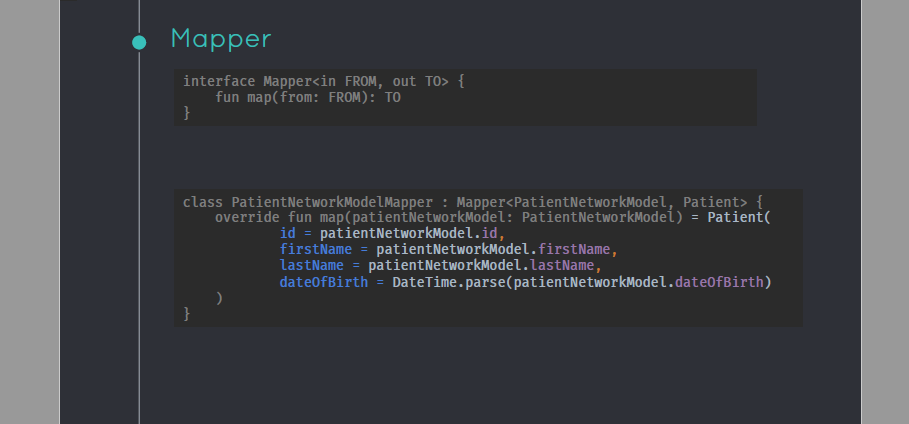 Mapper
interface Mapper<in FROM, out TO> {
    fun map(from: FROM): TO
}
class PatientNetworkModelMapper : Mapper<PatientNetworkModel, Patient> {
    override fun map(patientNetworkModel: PatientNetworkModel) = Patient(
            id = patientNetworkModel.id,
            firstName = patientNetworkModel.firstName,
            lastName = patientNetworkModel.lastName,
            dateOfBirth = DateTime.parse(patientNetworkModel.dateOfBirth)
    )
}